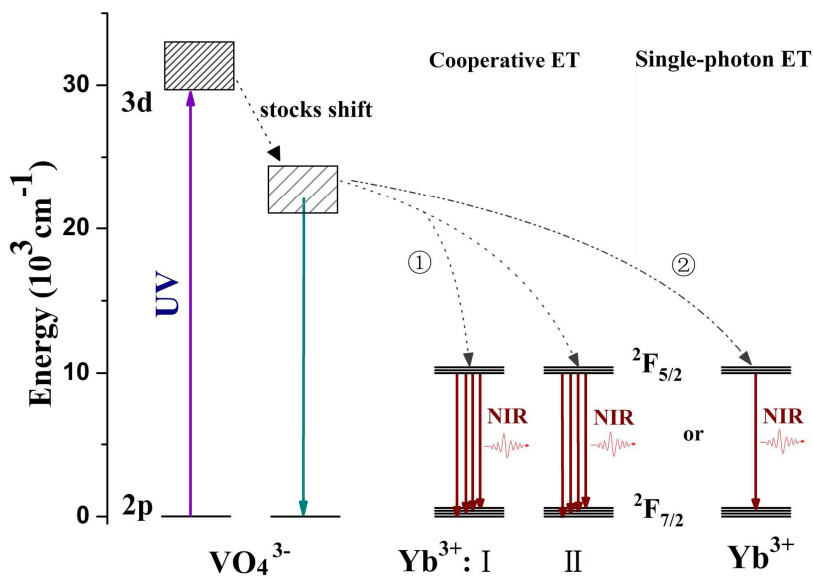 Cooperative ET
Single-photon ET
30
3d
stocks shift
20
①
②
UV
Energy (10³cm⁻¹)
10
²F₅/₂
NIR
NIR
or
NIR
0
2p
²F₇/₂
VO₄³⁻
Yb³⁺: I
II
Yb³⁺